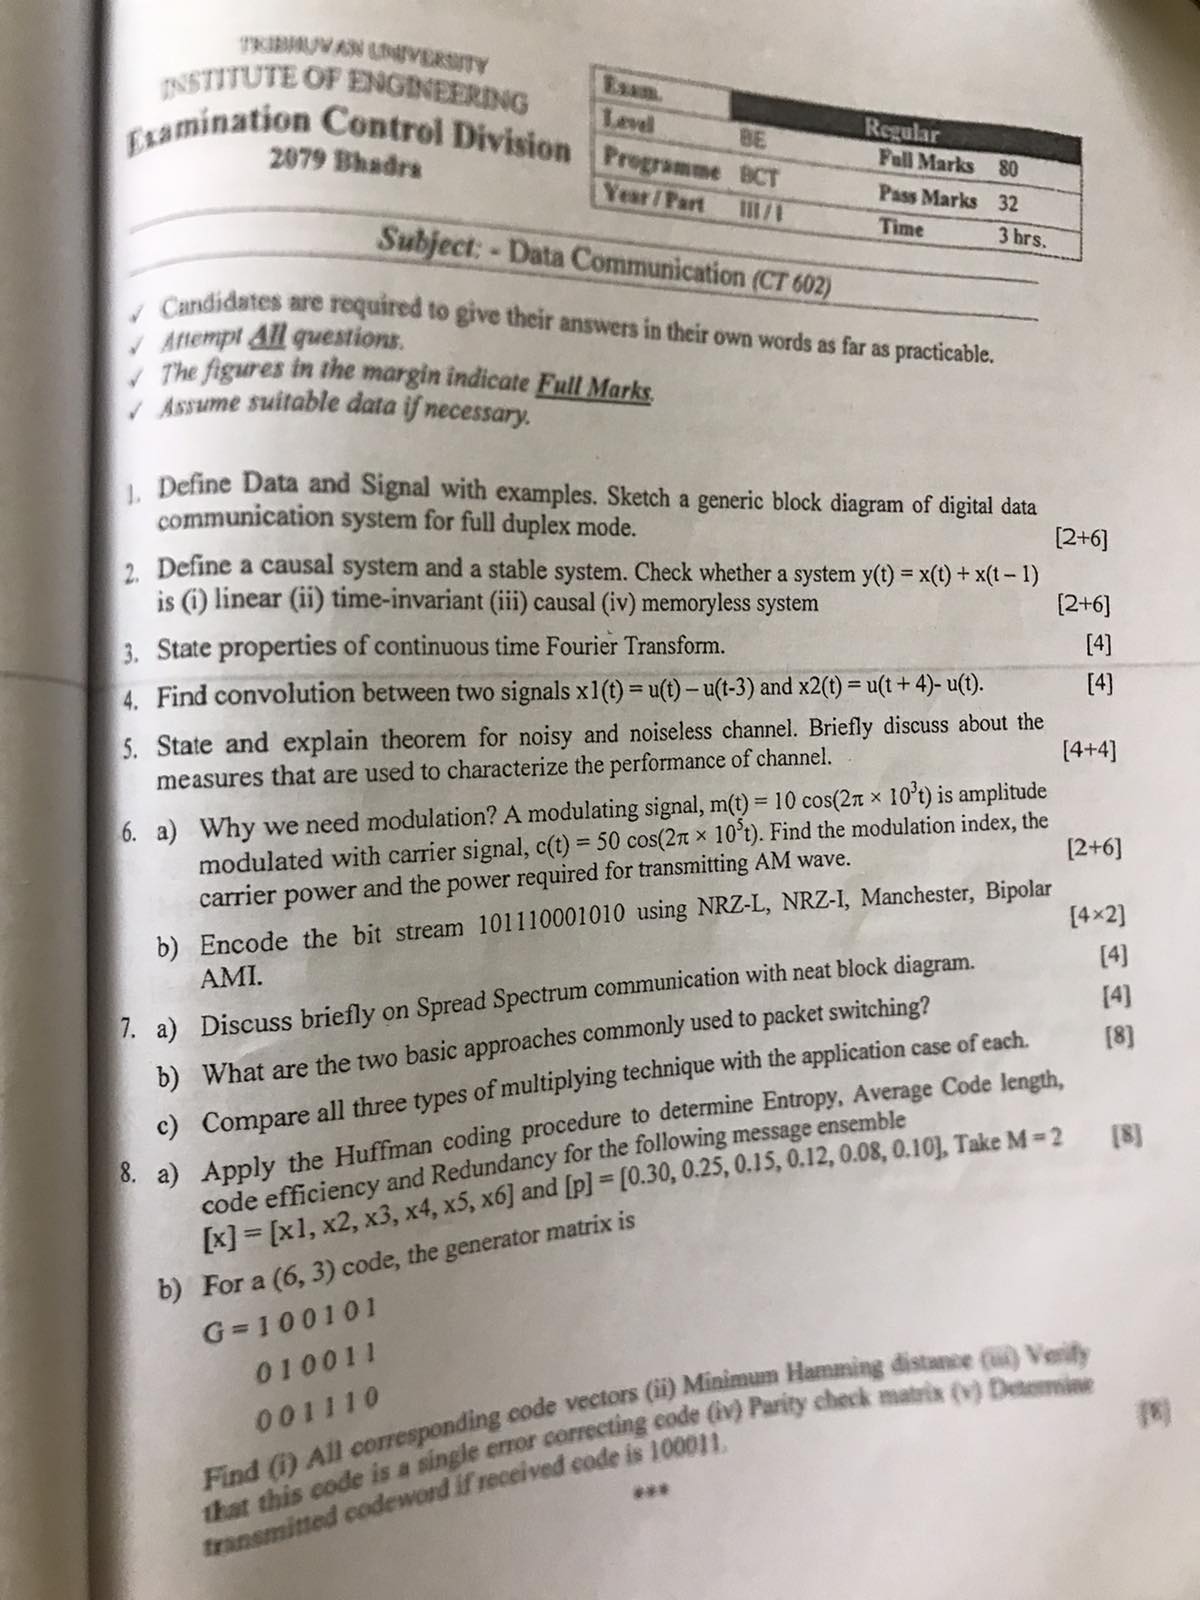 TRIBHUVAN UNIVERSITY
INSTITUTE OF ENGINEERING
Examination Control Division
2079 Bhadra
Exam. Regular
Level BE Full Marks 80
Programme BCT Pass Marks 32
Year / Part III / I Time 3 hrs.
Subject: - Data Communication (CT 602)
✓ Candidates are required to give their answers in their own words as far as practicable.
✓ Attempt All questions.
✓ The figures in the margin indicate Full Marks.
✓ Assume suitable data if necessary.
1. Define Data and Signal with examples. Sketch a generic block diagram of digital data
communication system for full duplex mode. [2+6]
2. Define a causal system and a stable system. Check whether a system y(t) = x(t) + x(t – 1)
is (i) linear (ii) time-invariant (iii) causal (iv) memoryless system [2+6]
3. State properties of continuous time Fourier Transform. [4]
4. Find convolution between two signals x1(t) = u(t) – u(t-3) and x2(t) = u(t + 4)- u(t). [4]
5. State and explain theorem for noisy and noiseless channel. Briefly discuss about the
measures that are used to characterize the performance of channel. [4+4]
6. a) Why we need modulation? A modulating signal, m(t) = 10 cos(2π × 10³t) is amplitude
modulated with carrier signal, c(t) = 50 cos(2π × 10⁵t). Find the modulation index, the
carrier power and the power required for transmitting AM wave. [2+6]
b) Encode the bit stream 101110001010 using NRZ-L, NRZ-I, Manchester, Bipolar
AMI. [4×2]
7. a) Discuss briefly on Spread Spectrum communication with neat block diagram. [4]
b) What are the two basic approaches commonly used to packet switching? [4]
c) Compare all three types of multiplying technique with the application case of each. [8]
8. a) Apply the Huffman coding procedure to determine Entropy, Average Code length,
code efficiency and Redundancy for the following message ensemble
[x] = [x1, x2, x3, x4, x5, x6] and [p] = [0.30, 0.25, 0.15, 0.12, 0.08, 0.10], Take M = 2 [8]
b) For a (6, 3) code, the generator matrix is
G = 1 0 0 1 0 1
0 1 0 0 1 1
0 0 1 1 1 0
Find (i) All corresponding code vectors (ii) Minimum Hamming distance (iii) Verify
that this code is a single error correcting code (iv) Parity check matrix (v) Determine
transmitted codeword if received code is 100011. [8]
***